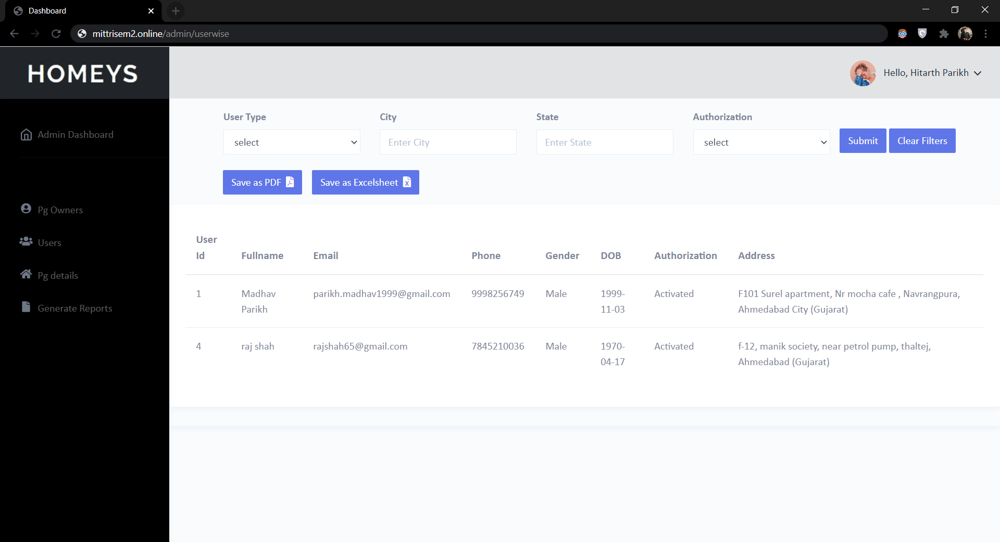 Dashboard
mittrisem2.online/admin/userwise
HOMEYS
Hello, Hitarth Parikh
Admin Dashboard
Pg Owners
Users
Pg details
Generate Reports
User Type City State Authorization
select Enter City Enter State select Submit Clear Filters
Save as PDF Save as Excelsheet
User
Id Fullname Email Phone Gender DOB Authorization Address
1 Madhav parikh.madhav1999@gmail.com 9998256749 Male 1999- Activated F101 Surel apartment, Nr mocha cafe , Navrangpura,
Parikh 11-03 Ahmedabad City (Gujarat)
4 raj shah rajshah65@gmail.com 7845210036 Male 1970- Activated f-12, manik society, near petrol pump, thaltej,
04-17 Ahmedabad (Gujarat)